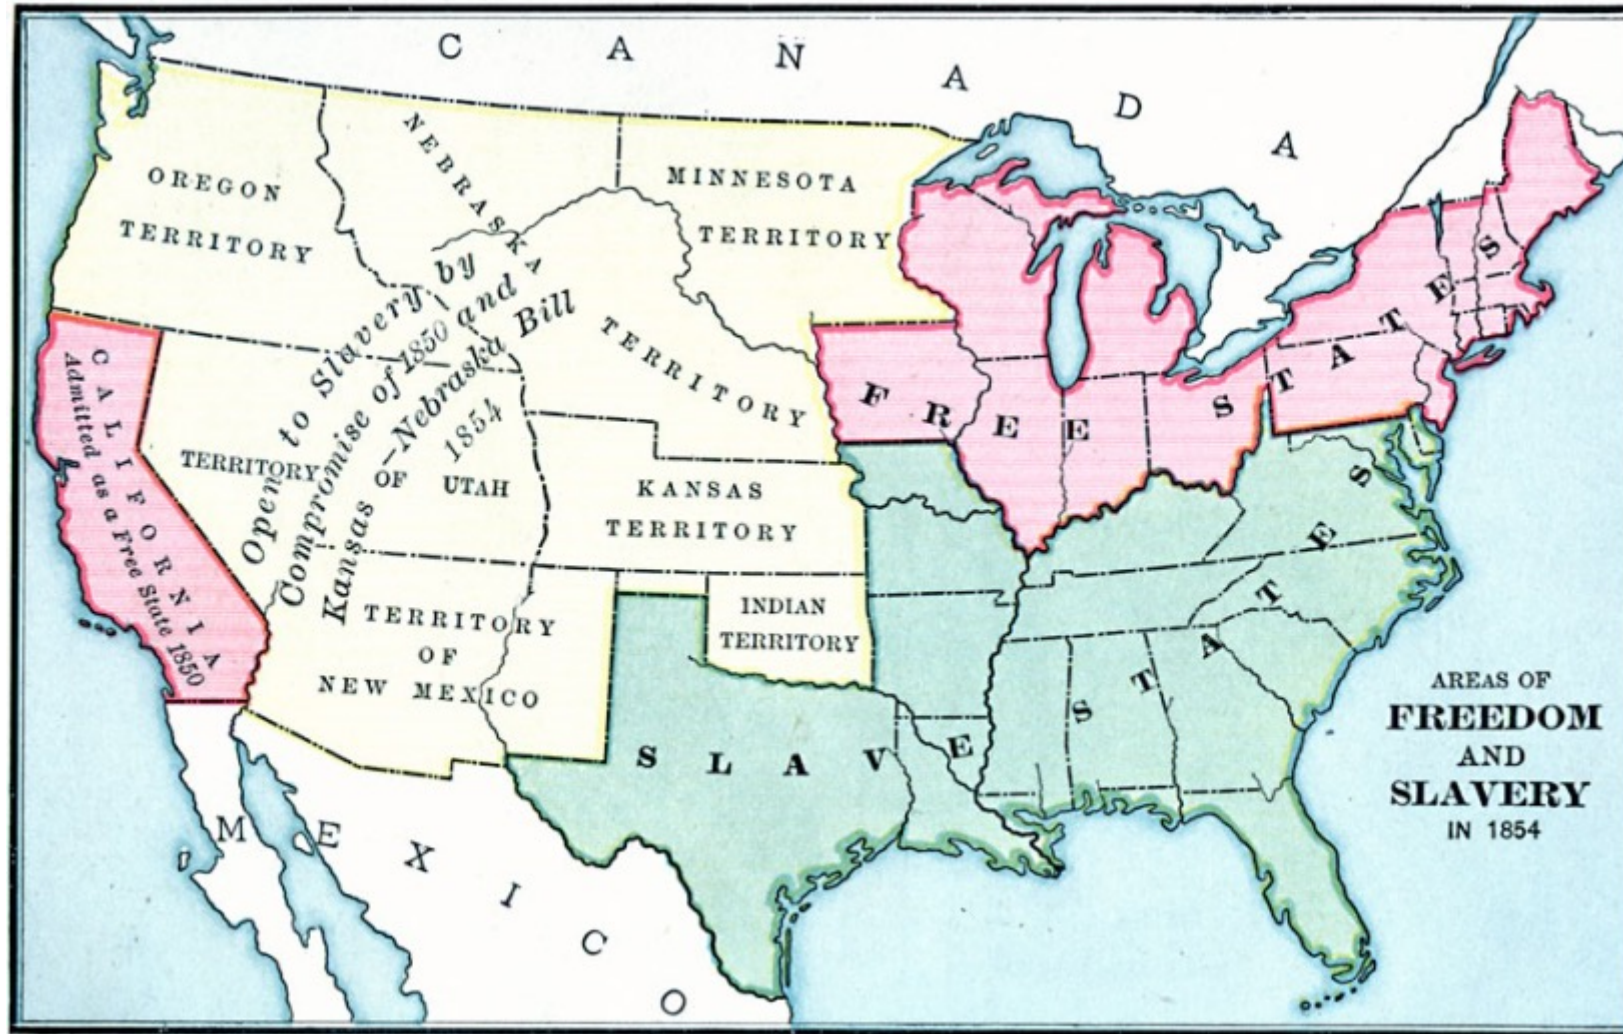 CANADA
OREGON
TERRITORY
NEBRASKA
TERRITORY
MINNESOTA
TERRITORY
Open to Slavery by
Compromise of 1850 and
Kansas-Nebraska Bill
1854
CALIFORNIA
Admitted as a Free State 1850
TERRITORY OF UTAH
KANSAS
TERRITORY
TERRITORY
OF
NEW MEXICO
INDIAN
TERRITORY
FREE STATES
SLAVE STATES
MEXICO
AREAS OF
FREEDOM
AND
SLAVERY
IN 1854